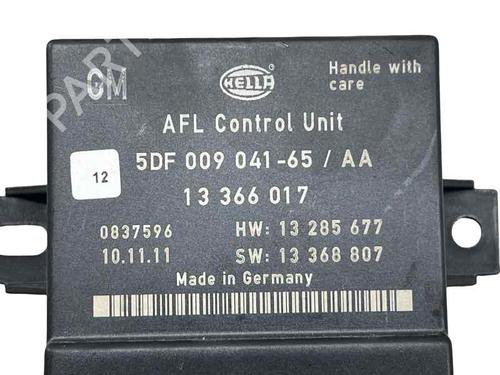 GM
HELLA
Handle with
care
AFL Control Unit
12
5DF 009 041-65 / AA
13 366 017
0837596
HW: 13 285 677
10.11.11
SW: 13 368 807
Made in Germany